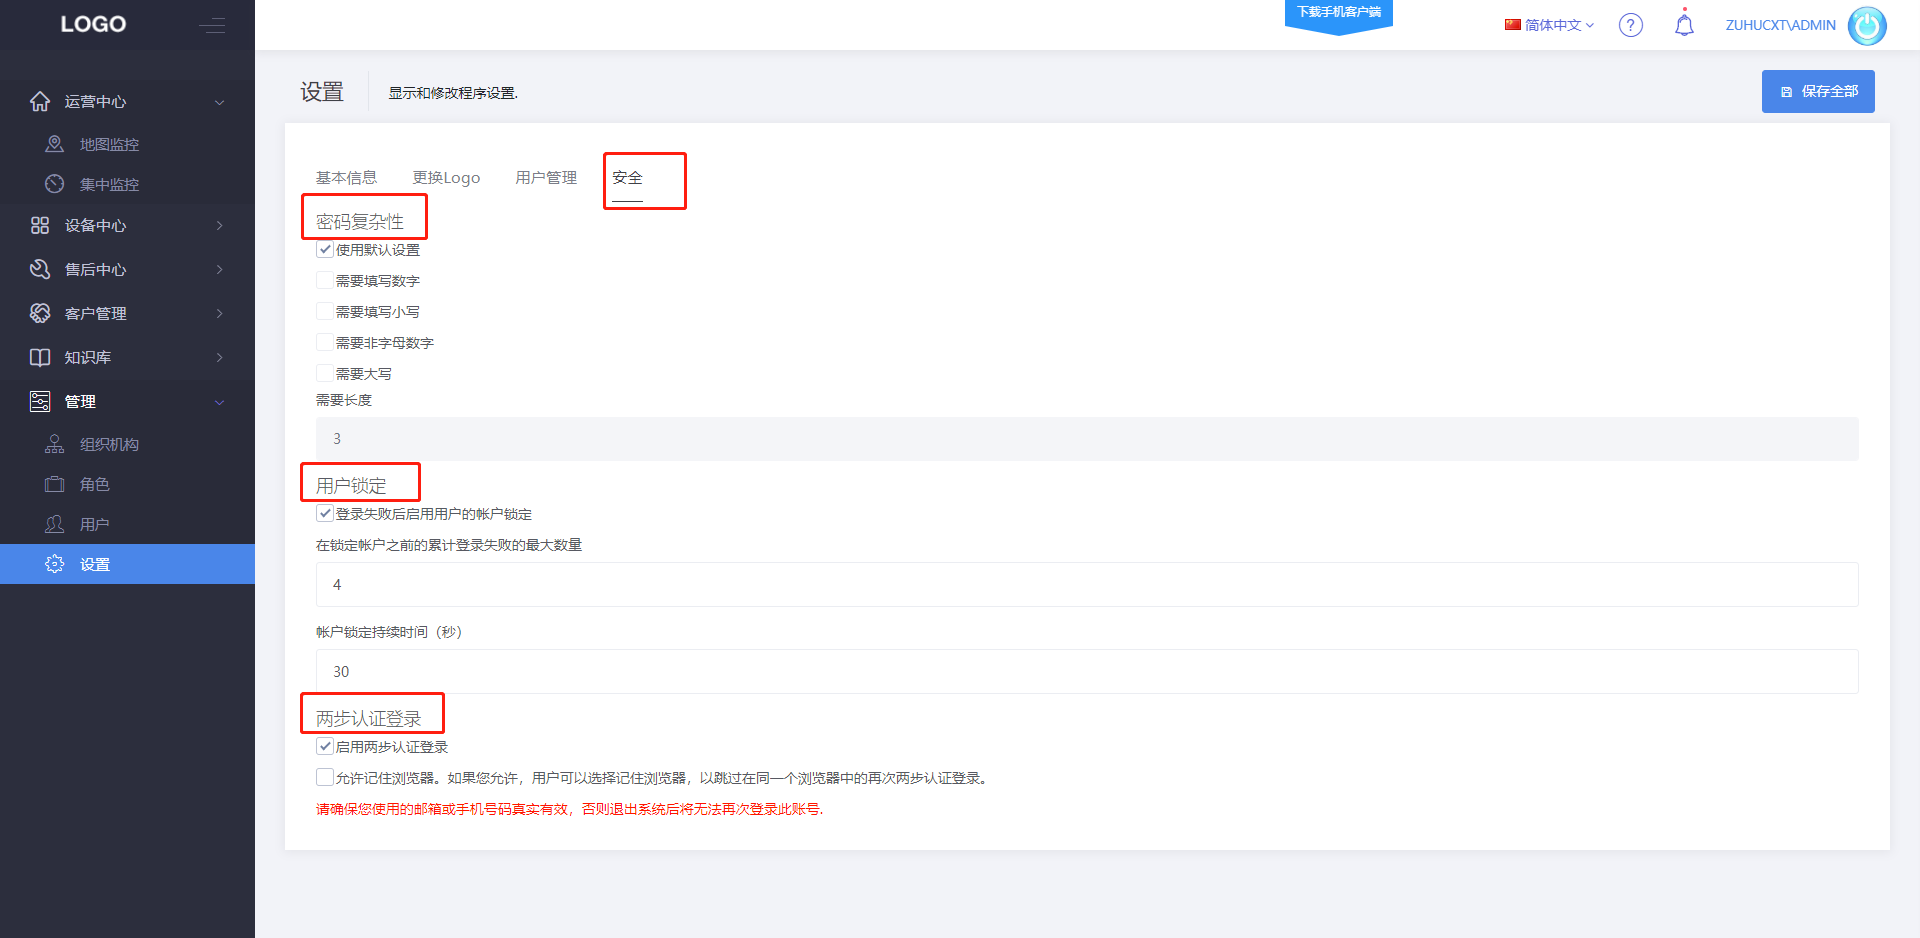 LOGO
下载手机客户端
简体中文
?
ZUHUCXT\ADMIN
运营中心
地图监控
集中监控
设备中心
售后中心
客户管理
知识库
管理
组织机构
角色
用户
设置
设置
显示和修改程序设置.
保存全部
基本信息 更换Logo 用户管理 安全
密码复杂性
使用默认设置
需要填写数字
需要填写小写
需要非字母数字
需要大写
需要长度
3
用户锁定
登录失败后启用用户的帐户锁定
在锁定帐户之前的累计登录失败的最大数量
4
帐户锁定持续时间（秒）
30
两步认证登录
启用两步认证登录
允许记住浏览器。如果您允许，用户可以选择记住浏览器，以跳过在同一个浏览器中的再次两步认证登录。
请确保您使用的邮箱或手机号码真实有效，否则退出系统后将无法再次登录此账号.